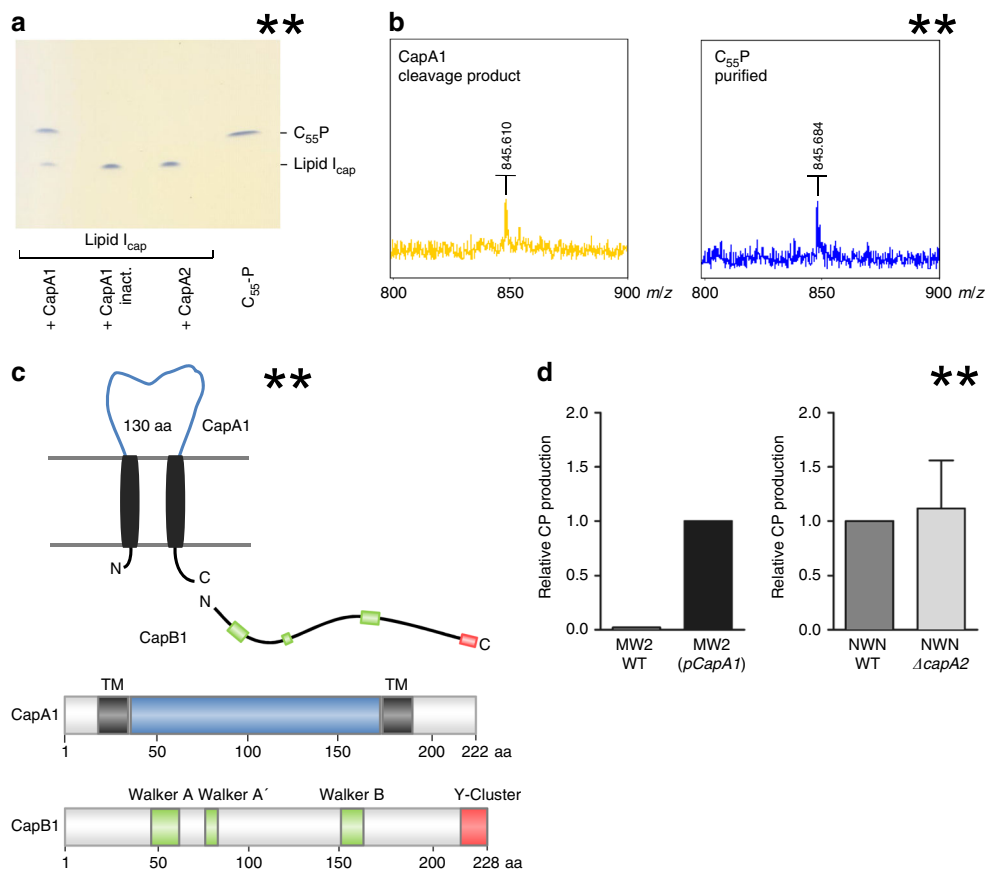 a
**
C55P
Lipid Icap
Lipid Icap
+ CapA1
+ CapA1 inact.
+ CapA2
C55-P
b
**
CapA1
cleavage product
845.610
800 850 900 m/z
C55P
purified
845.684
800 850 900 m/z
c
**
130 aa CapA1
N
C
N
CapB1
C
TM TM
CapA1
1 50 100 150 200 222 aa
Walker A Walker A´ Walker B Y-Cluster
CapB1
1 50 100 150 200 228 aa
d
**
Relative CP production
2.0
1.5
1.0
0.5
0.0
MW2 MW2
WT (pCapA1)
Relative CP production
2.0
1.5
1.0
0.5
0.0
NWN NWN
WT ΔcapA2